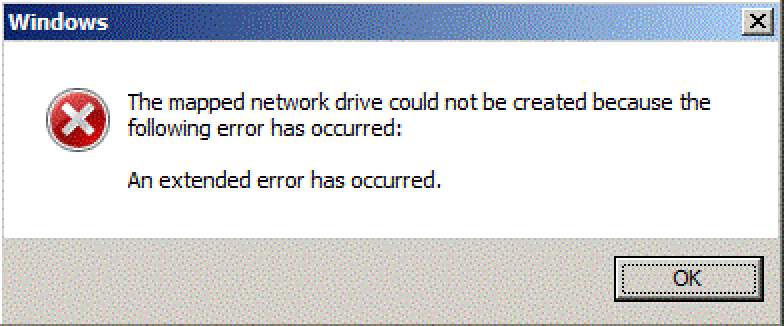 Windows
The mapped network drive could not be created because the
following error has occurred:
An extended error has occurred.
OK